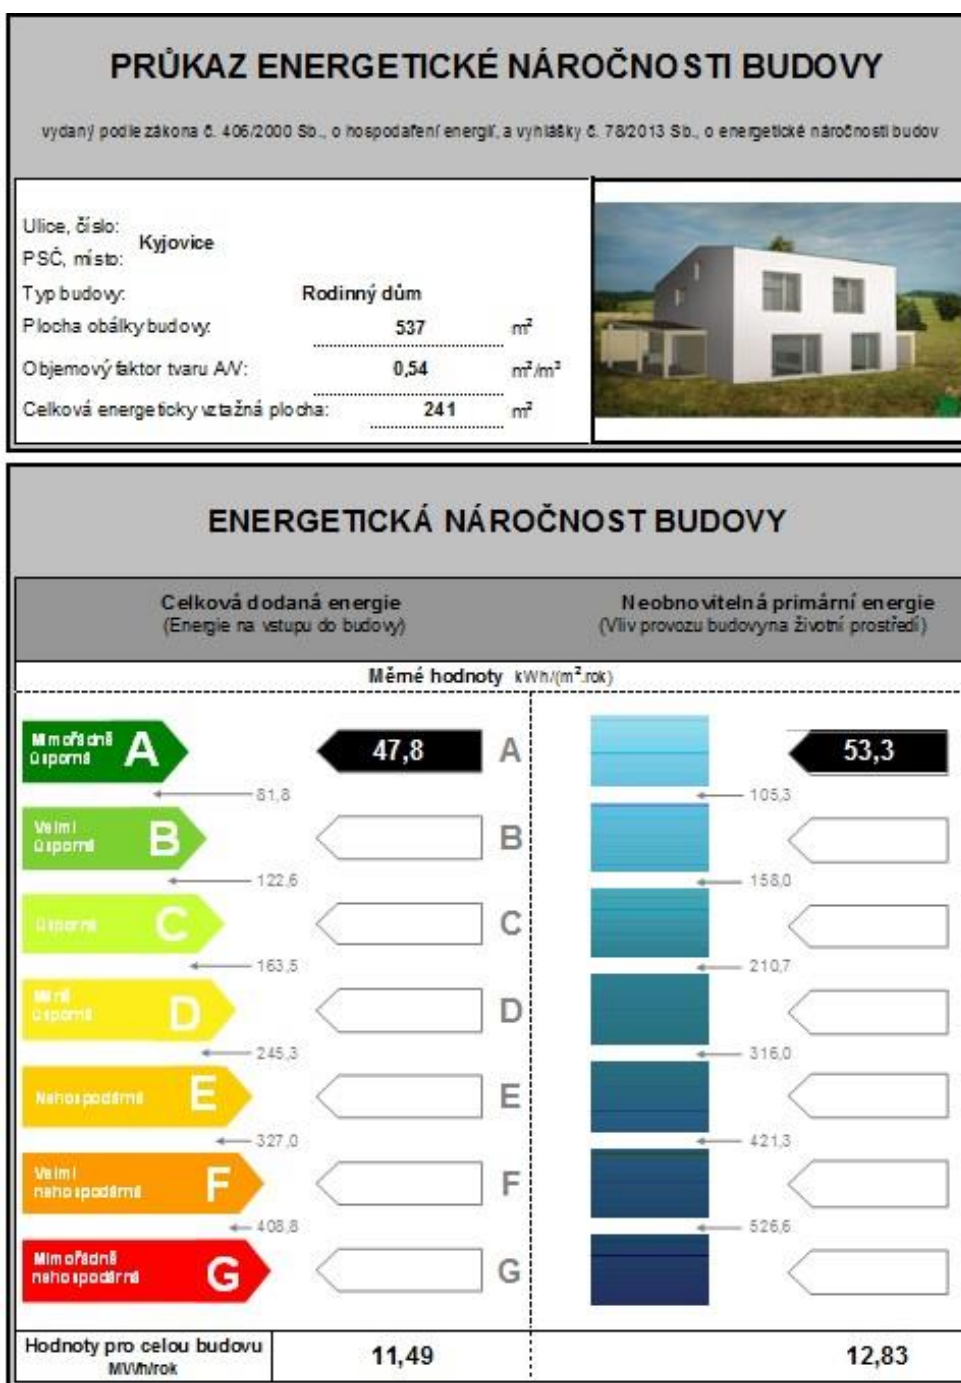 PRŮKAZ ENERGETICKÉ NÁROČNOSTI BUDOVY
vydaný podle zákona č. 406/2000 Sb., o hospodaření energií, a vyhlášky č. 78/2013 Sb., o energetické náročnosti budov
Ulice, číslo:
PSČ, místo:
Kyjovice
Typ budovy: Rodinný dům
Plocha obálky budovy: 537 m²
Objemový faktor tvaru A/V: 0,54 m²/m³
Celková energeticky vztažná plocha: 241 m²
ENERGETICKÁ NÁROČNOST BUDOVY
Celková dodaná energie
(Energie na vstupu do budovy)
Neobnovitelná primární energie
(Vliv provozu budovyna životní prostředí)
Měrné hodnoty kWh/(m².rok)
Mimořádně
úsporná
A 47,8 A 53,3
81,8 105,3
Velmi
úsporná
B B
122,6 158,0
Úsporná C C
163,5 210,7
Méně
úsporná
D D
245,3 316,0
Nehospodárná E E
327,0 421,3
Velmi
nehospodárná
F F
408,8 526,6
Mimořádně
nehospodárná
G G
Hodnoty pro celou budovu
MWh/rok
11,49 12,83